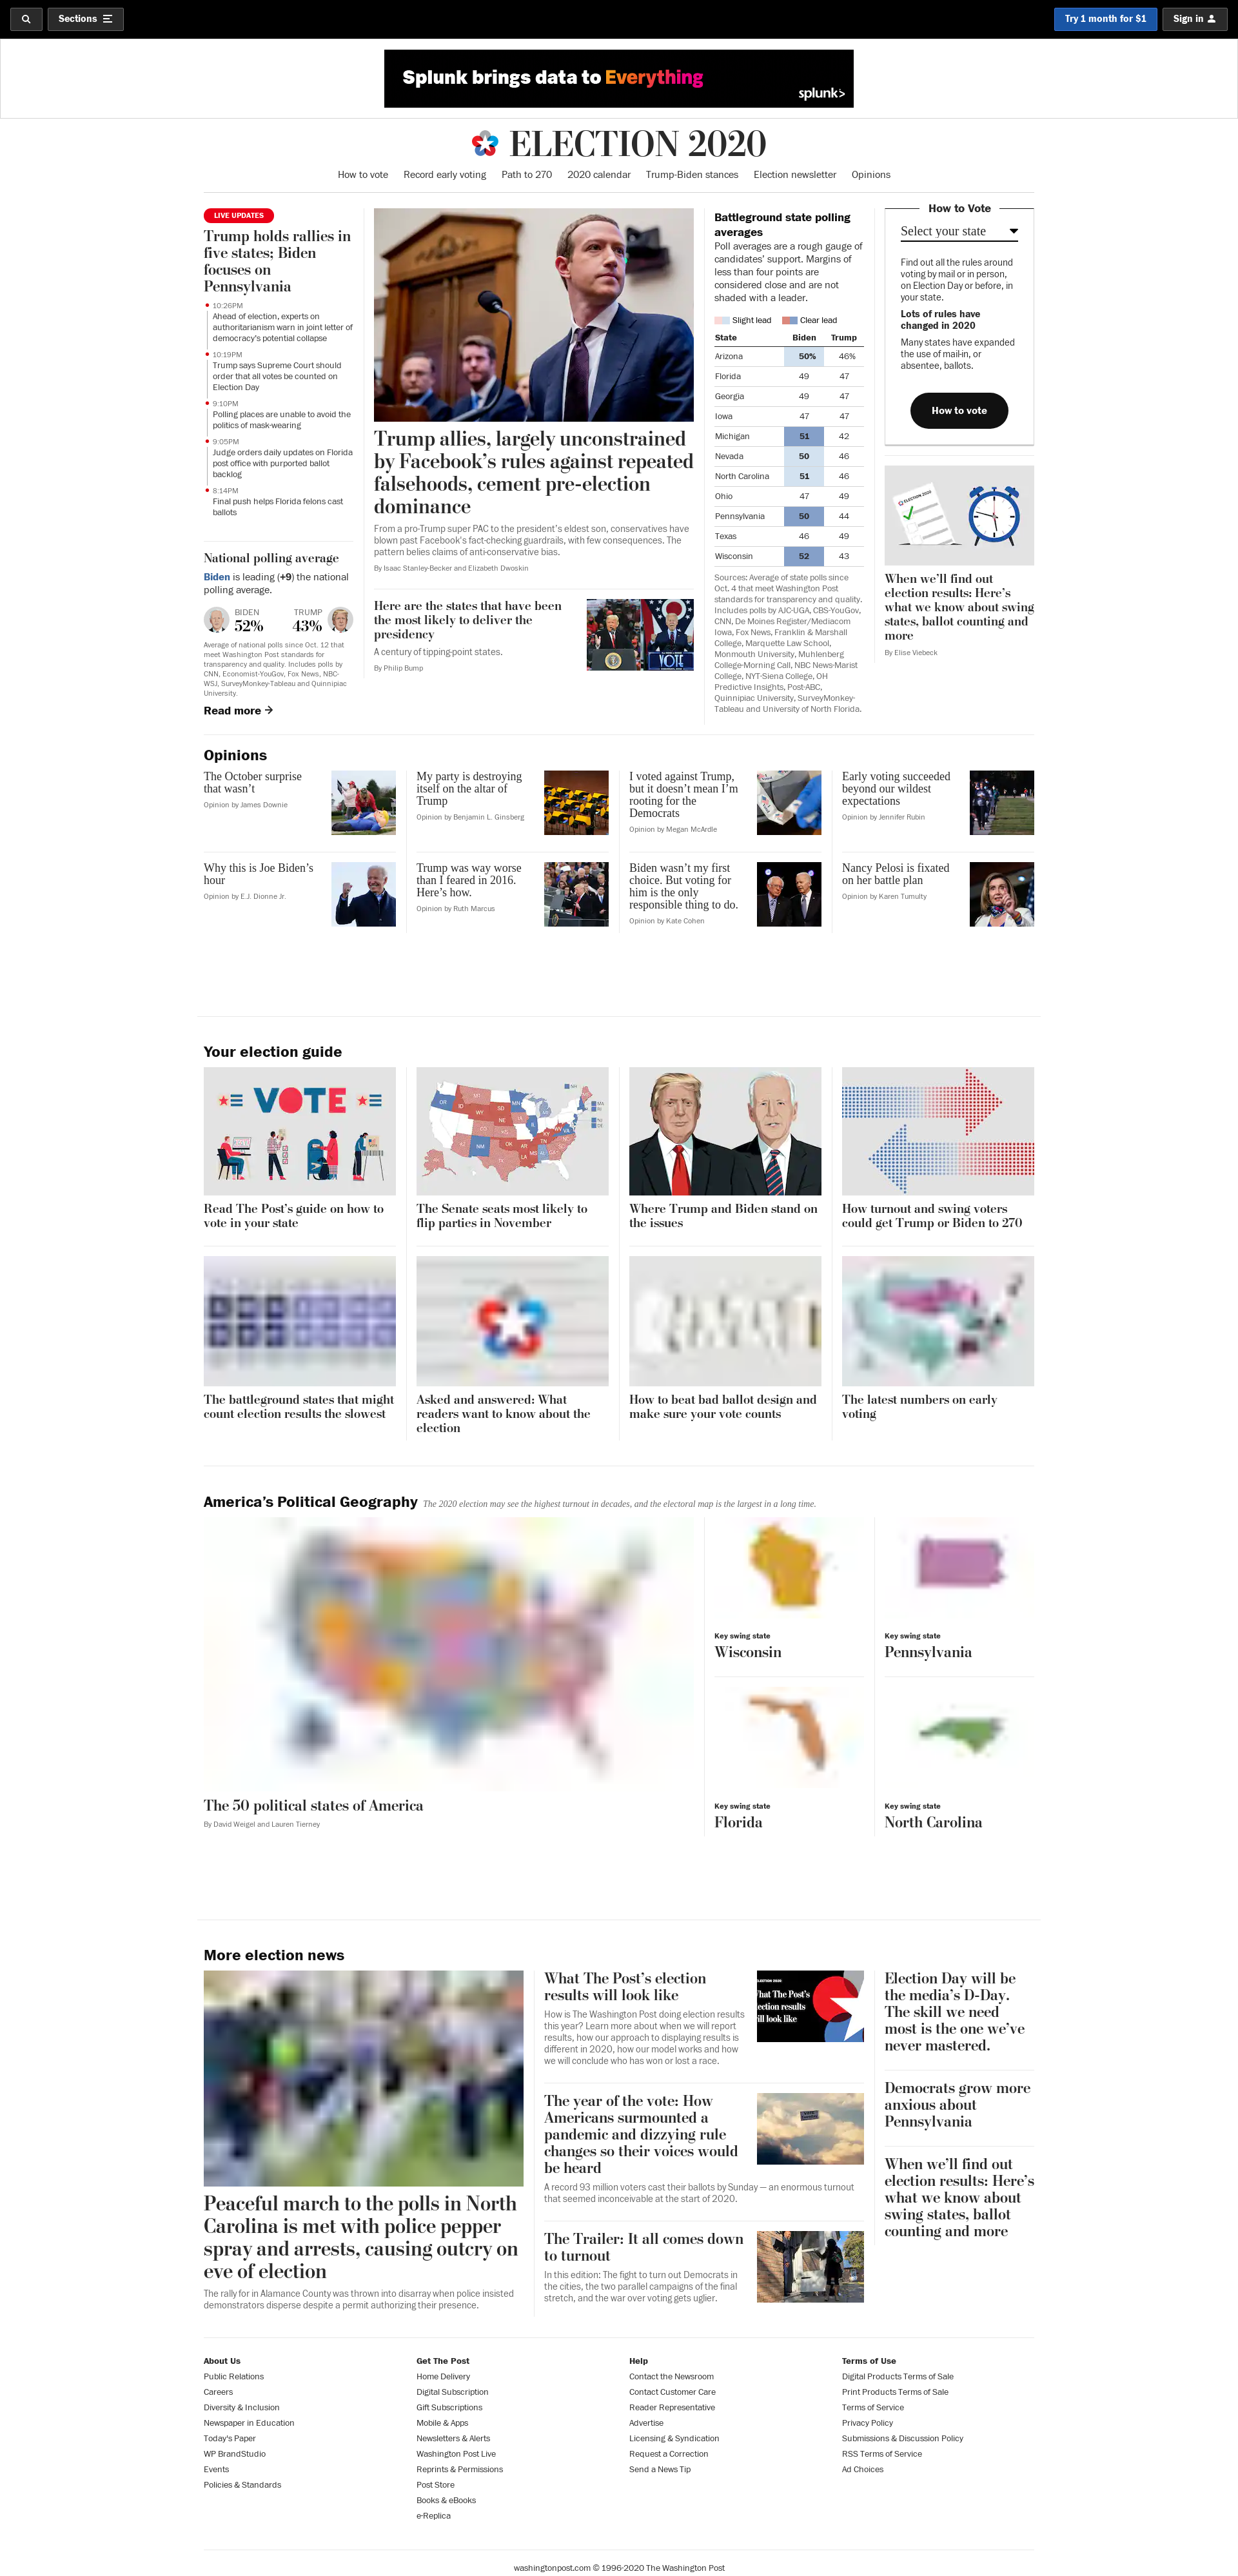 Sections
Try 1 month for $1
Sign in
Splunk brings data to Everything
splunk>
ELECTION 2020
How to vote
Record early voting
Path to 270
2020 calendar
Trump-Biden stances
Election newsletter
Opinions
LIVE UPDATES
Trump holds rallies in
five states; Biden
focuses on
Pennsylvania
10:26PM
Ahead of election, experts on
authoritarianism warn in joint letter of
democracy's potential collapse
10:19PM
Trump says Supreme Court should
order that all votes be counted on
Election Day
9:10PM
Polling places are unable to avoid the
politics of mask-wearing
9:05PM
Judge orders daily updates on Florida
post office with purported ballot
backlog
8:14PM
Final push helps Florida felons cast
ballots
National polling average
Biden is leading (+9) the national
polling average.
BIDEN
52%
TRUMP
43%
Average of national polls since Oct. 12 that
meet Washington Post standards for
transparency and quality. Includes polls by
CNN, Economist-YouGov, Fox News, NBC-
WSJ, SurveyMonkey-Tableau and Quinnipiac
University.
Read more →
Trump allies, largely unconstrained
by Facebook’s rules against repeated
falsehoods, cement pre-election
dominance
From a pro-Trump super PAC to the president’s eldest son, conservatives have
blown past Facebook’s fact-checking guardrails, with few consequences. The
pattern belies claims of anti-conservative bias.
By Isaac Stanley-Becker and Elizabeth Dwoskin
Here are the states that have been
the most likely to deliver the
presidency
A century of tipping-point states.
By Philip Bump
VOTE
Battleground state polling
averages
Poll averages are a rough gauge of
candidates’ support. Margins of
less than four points are
considered close and are not
shaded with a leader.
Slight lead
Clear lead
State Biden Trump
Arizona 50% 46%
Florida 49 47
Georgia 49 47
Iowa 47 47
Michigan 51 42
Nevada 50 46
North Carolina 51 46
Ohio 47 49
Pennsylvania 50 44
Texas 46 49
Wisconsin 52 43
Sources: Average of state polls since
Oct. 4 that meet Washington Post
standards for transparency and quality.
Includes polls by AJC-UGA, CBS-YouGov,
CNN, De Moines Register/Mediacom
Iowa, Fox News, Franklin & Marshall
College, Marquette Law School,
Monmouth University, Muhlenberg
College-Morning Call, NBC News-Marist
College, NYT-Siena College, OH
Predictive Insights, Post-ABC,
Quinnipiac University, SurveyMonkey-
Tableau and University of North Florida.
How to Vote
Select your state
Find out all the rules around
voting by mail or in person,
on Election Day or before, in
your state.
Lots of rules have
changed in 2020
Many states have expanded
the use of mail-in, or
absentee, ballots.
How to vote
ELECTION 2020
When we’ll find out
election results: Here’s
what we know about swing
states, ballot counting and
more
By Elise Viebeck
Opinions
The October surprise
that wasn’t
Opinion by James Downie
My party is destroying
itself on the altar of
Trump
Opinion by Benjamin L. Ginsberg
I voted against Trump,
but it doesn’t mean I’m
rooting for the
Democrats
Opinion by Megan McArdle
Early voting succeeded
beyond our wildest
expectations
Opinion by Jennifer Rubin
Why this is Joe Biden’s
hour
Opinion by E.J. Dionne Jr.
Trump was way worse
than I feared in 2016.
Here’s how.
Opinion by Ruth Marcus
Biden wasn’t my first
choice. But voting for
him is the only
responsible thing to do.
Opinion by Kate Cohen
Nancy Pelosi is fixated
on her battle plan
Opinion by Karen Tumulty
Your election guide
VOTE
Read The Post’s guide on how to
vote in your state
The Senate seats most likely to
flip parties in November
Where Trump and Biden stand on
the issues
How turnout and swing voters
could get Trump or Biden to 270
The battleground states that might
count election results the slowest
Asked and answered: What
readers want to know about the
election
How to beat bad ballot design and
make sure your vote counts
The latest numbers on early
voting
America’s Political Geography
The 2020 election may see the highest turnout in decades, and the electoral map is the largest in a long time.
The 50 political states of America
By David Weigel and Lauren Tierney
Key swing state
Wisconsin
Key swing state
Pennsylvania
Key swing state
Florida
Key swing state
North Carolina
More election news
Peaceful march to the polls in North
Carolina is met with police pepper
spray and arrests, causing outcry on
eve of election
The rally for in Alamance County was thrown into disarray when police insisted
demonstrators disperse despite a permit authorizing their presence.
What The Post’s election
results will look like
How is The Washington Post doing election results
this year? Learn more about when we will report
results, how our approach to displaying results is
different in 2020, how our model works and how
we will conclude who has won or lost a race.
The year of the vote: How
Americans surmounted a
pandemic and dizzying rule
changes so their voices would
be heard
A record 93 million voters cast their ballots by Sunday — an enormous turnout
that seemed inconceivable at the start of 2020.
The Trailer: It all comes down
to turnout
In this edition: The fight to turn out Democrats in
the cities, the two parallel campaigns of the final
stretch, and the war over voting gets uglier.
Election Day will be
the media’s D-Day.
The skill we need
most is the one we’ve
never mastered.
Democrats grow more
anxious about
Pennsylvania
When we’ll find out
election results: Here’s
what we know about
swing states, ballot
counting and more
About Us
Public Relations
Careers
Diversity & Inclusion
Newspaper in Education
Today's Paper
WP BrandStudio
Events
Policies & Standards
Get The Post
Home Delivery
Digital Subscription
Gift Subscriptions
Mobile & Apps
Newsletters & Alerts
Washington Post Live
Reprints & Permissions
Post Store
Books & eBooks
e-Replica
Help
Contact the Newsroom
Contact Customer Care
Reader Representative
Advertise
Licensing & Syndication
Request a Correction
Send a News Tip
Terms of Use
Digital Products Terms of Sale
Print Products Terms of Sale
Terms of Service
Privacy Policy
Submissions & Discussion Policy
RSS Terms of Service
Ad Choices
washingtonpost.com © 1996-2020 The Washington Post